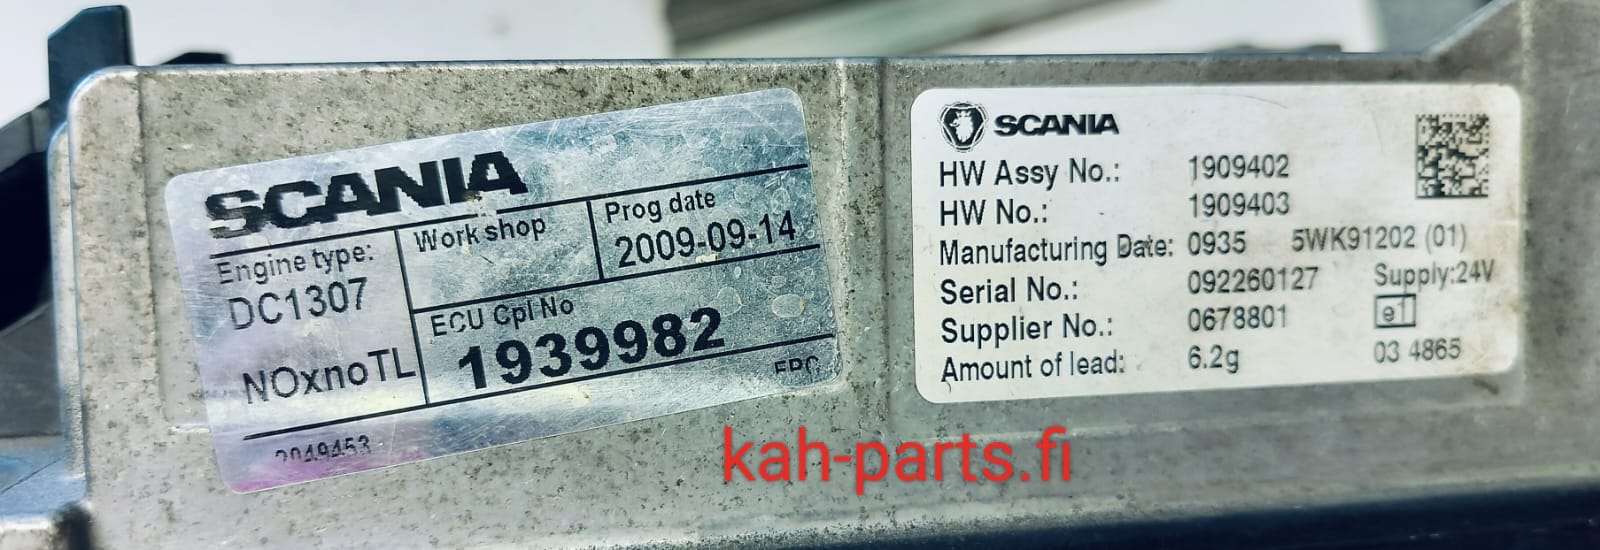 SCANIA
Engine type:
DC1307
NOxnoTL
Work shop
Prog date
2009-09-14
ECU Cpl No
1939982
2049453
SCANIA
HW Assy No.: 1909402
HW No.: 1909403
Manufacturing Date: 0935 5WK91202 (01)
Serial No.: 092260127 Supply:24V
Supplier No.: 0678801 e1
Amount of lead: 6.2g 03 4865
kah-parts.fi